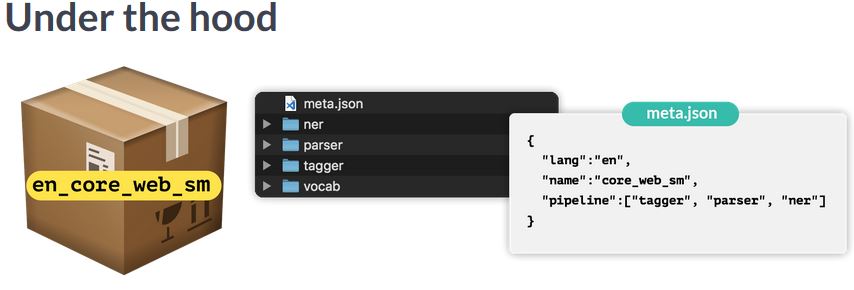 Under the hood
en_core_web_sm
meta.json
ner
parser
tagger
vocab
meta.json
{
"lang":"en",
"name":"core_web_sm",
"pipeline":["tagger", "parser", "ner"]
}